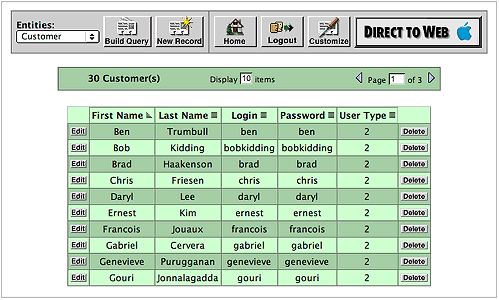 Entities:
Customer
Build Query
New Record
Home
Logout
Customize
DIRECT TO WEB
30 Customer(s) Display 10 items Page 1 of 3
First Name Last Name Login Password User Type
Edit Ben Trumbull ben ben 2 Delete
Edit Bob Kidding bobkidding bobkidding 2 Delete
Edit Brad Haakenson brad brad 2 Delete
Edit Chris Friesen chris chris 2 Delete
Edit Daryl Lee daryl daryl 2 Delete
Edit Ernest Kim ernest ernest 2 Delete
Edit Francois Jouaux francois francois 2 Delete
Edit Gabriel Cervera gabriel gabriel 2 Delete
Edit Genevieve Purugganan genevieve genevieve 2 Delete
Edit Gouri Jonnalagadda gouri gouri 2 Delete